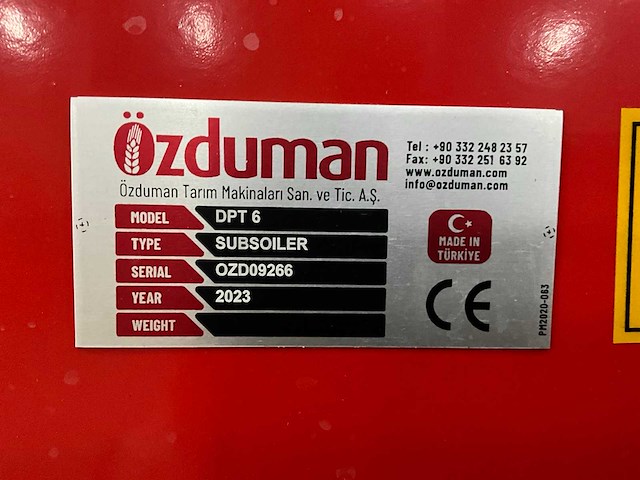 Özduman
Özduman Tarım Makinaları San. ve Tic. A.Ş.
Tel : +90 332 248 23 57
Fax: +90 332 251 63 92
www.ozduman.com
info@ozduman.com
MODEL DPT 6
TYPE SUBSOILER
SERIAL OZD09266
YEAR 2023
WEIGHT
MADE IN
TÜRKİYE
CE
PM2020-063